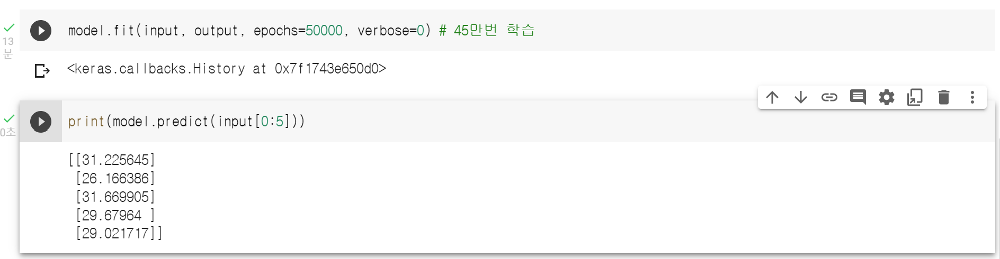 model.fit(input, output, epochs=50000, verbose=0) # 45만번 학습
13
분
<keras.callbacks.History at 0x7f1743e650d0>
print(model.predict(input[0:5]))
0초
[[31.225645]
 [26.166386]
 [31.669905]
 [29.67964 ]
 [29.021717]]